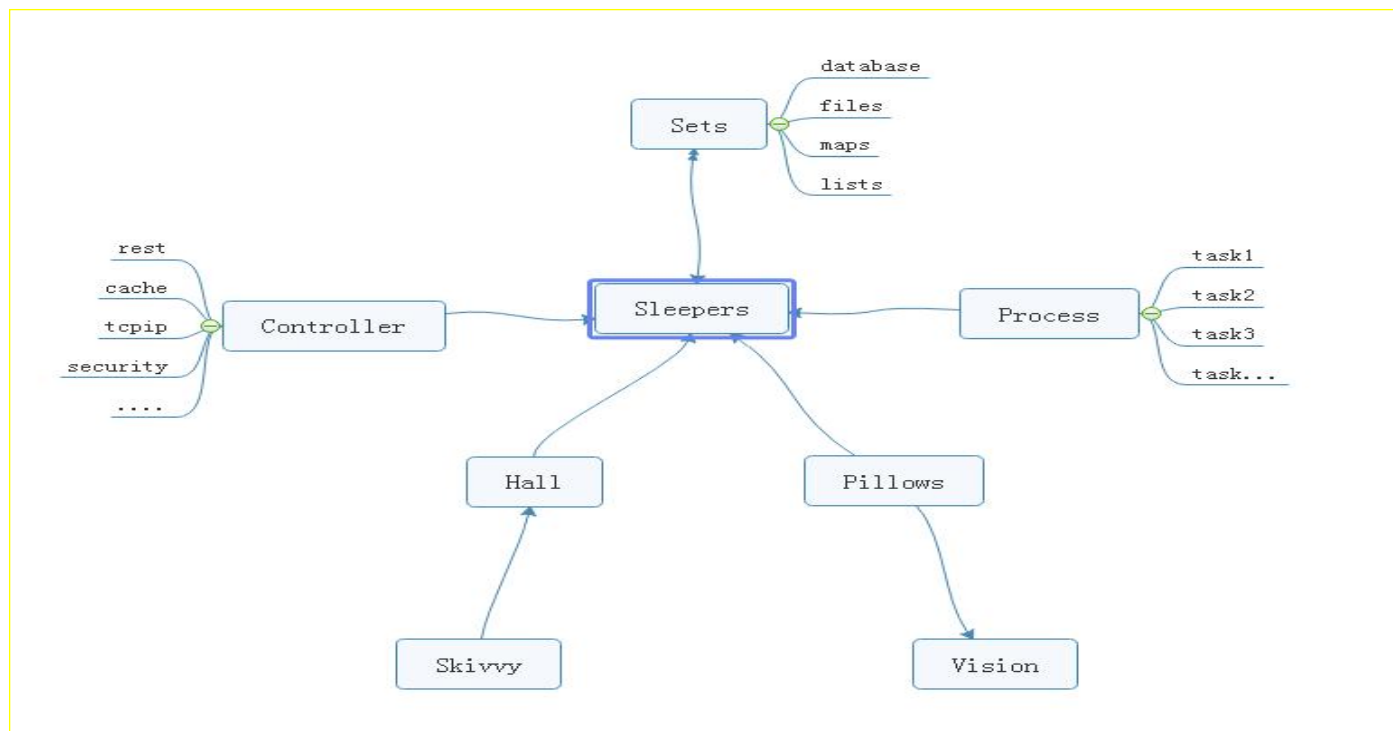 database
files
Sets
maps
lists
rest
cache
tcpip
security
....
Controller
Sleepers
Process
task1
task2
task3
task...
Hall
Pillows
Skivvy
Vision